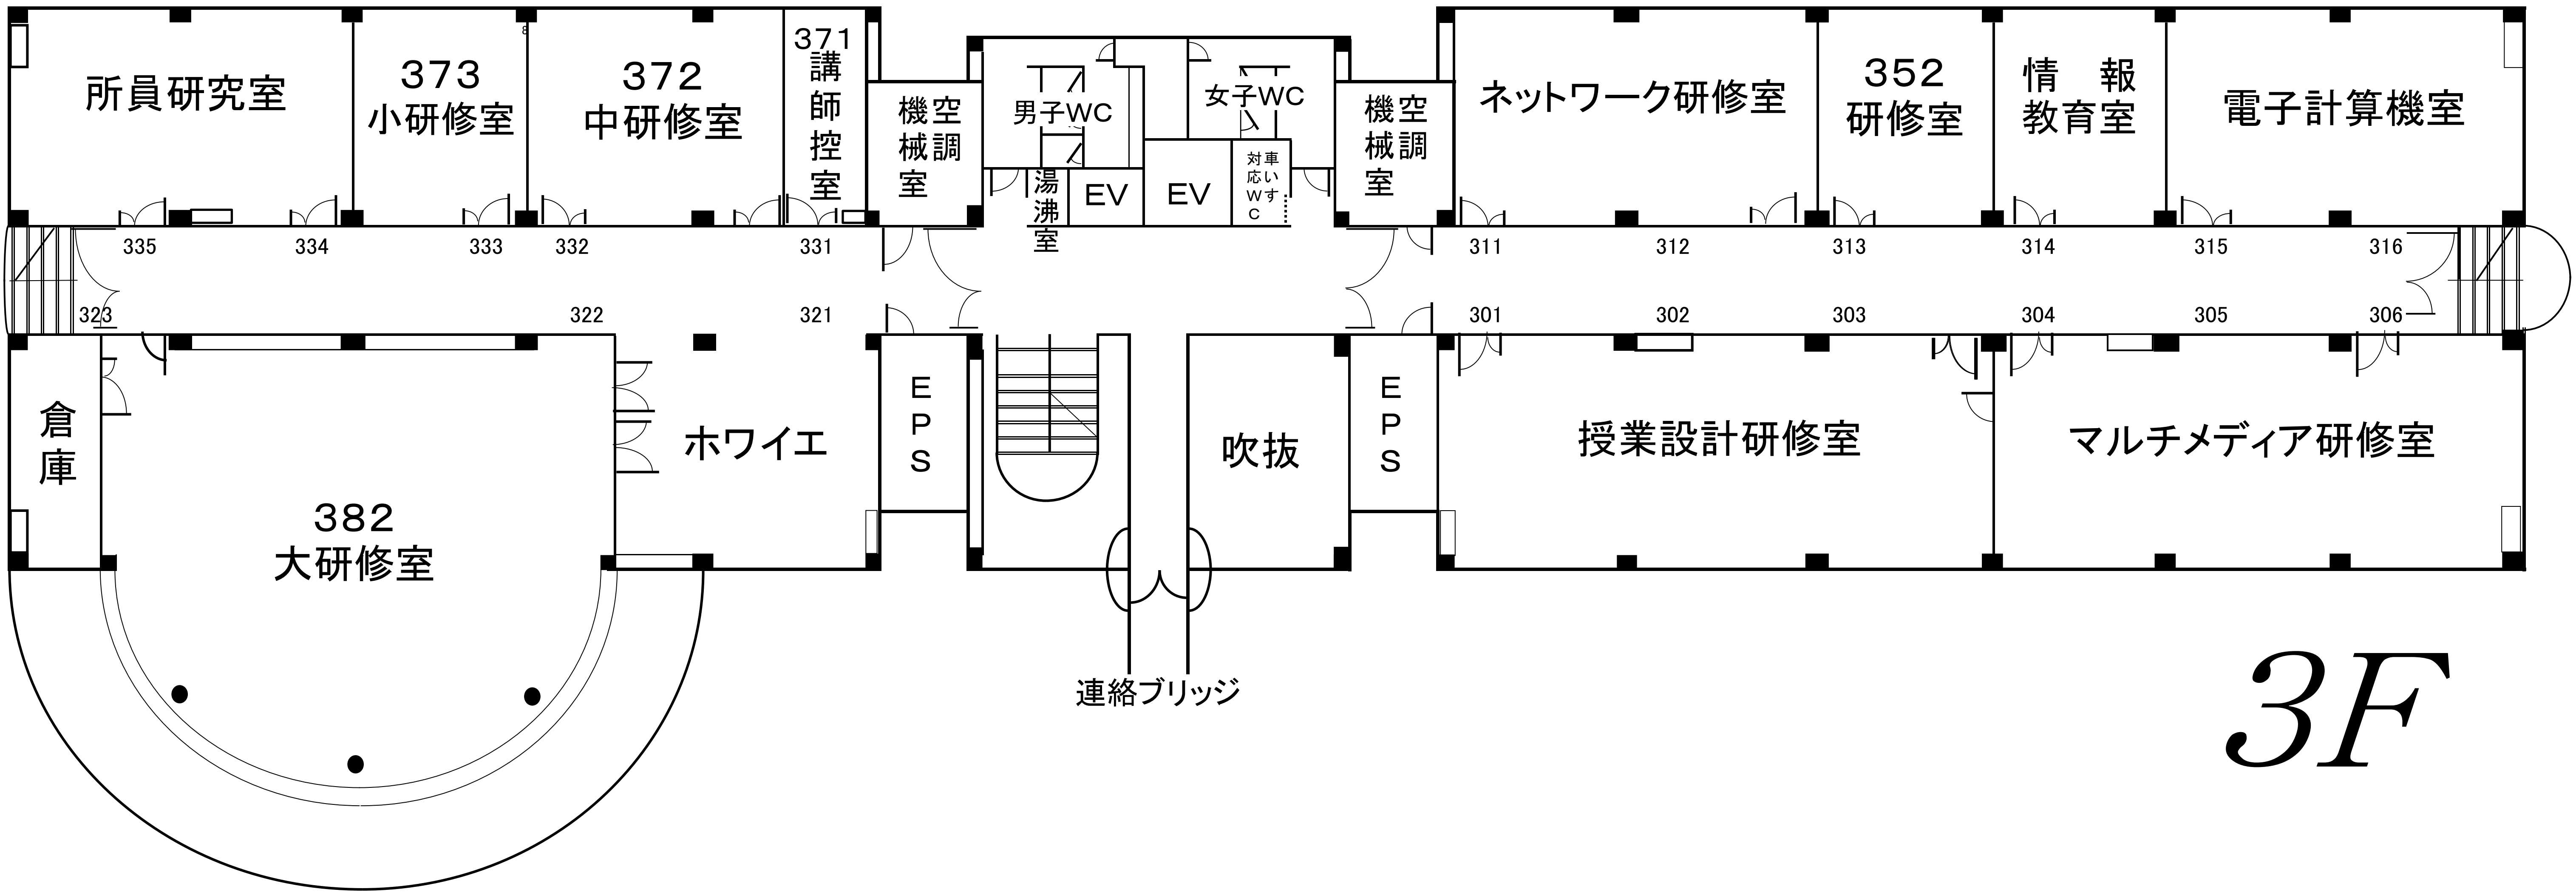 所員研究室
373
小研修室
8
372
中研修室
371
講師控室
空調
機械室
男子WC
女子WC
湯沸室
EV
EV
車いす
対応WC
空調
機械室
ネットワーク研修室
352
研修室
情　報
教育室
電子計算機室
335
334
333
332
331
311
312
313
314
315
316
323
322
321
301
302
303
304
305
306
倉庫
382
大研修室
ホワイエ
EPS
吹抜
EPS
授業設計研修室
マルチメディア研修室
連絡ブリッジ
3F